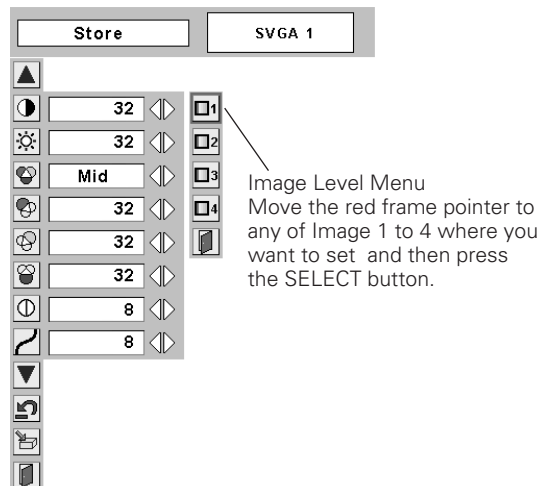 Store
SVGA 1
32
1
32
2
Mid
3
32
4
32
32
8
8
Image Level Menu
Move the red frame pointer to
any of Image 1 to 4 where you
want to set and then press
the SELECT button.